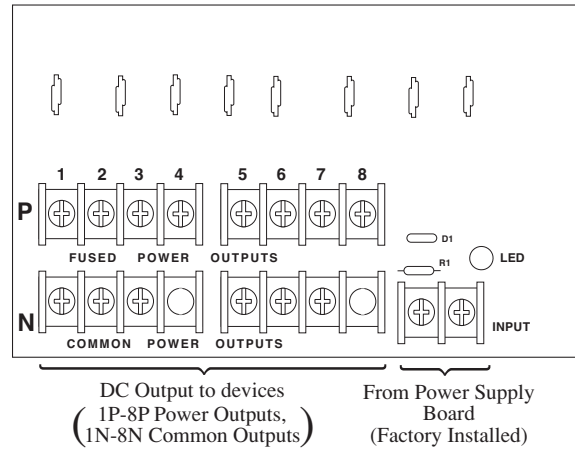 1 2 3 4 5 6 7 8
P
D1
FUSED POWER OUTPUTS
LED
R1
N
INPUT
COMMON POWER OUTPUTS
DC Output to devices
(1P-8P Power Outputs,
1N-8N Common Outputs)
From Power Supply
Board
(Factory Installed)